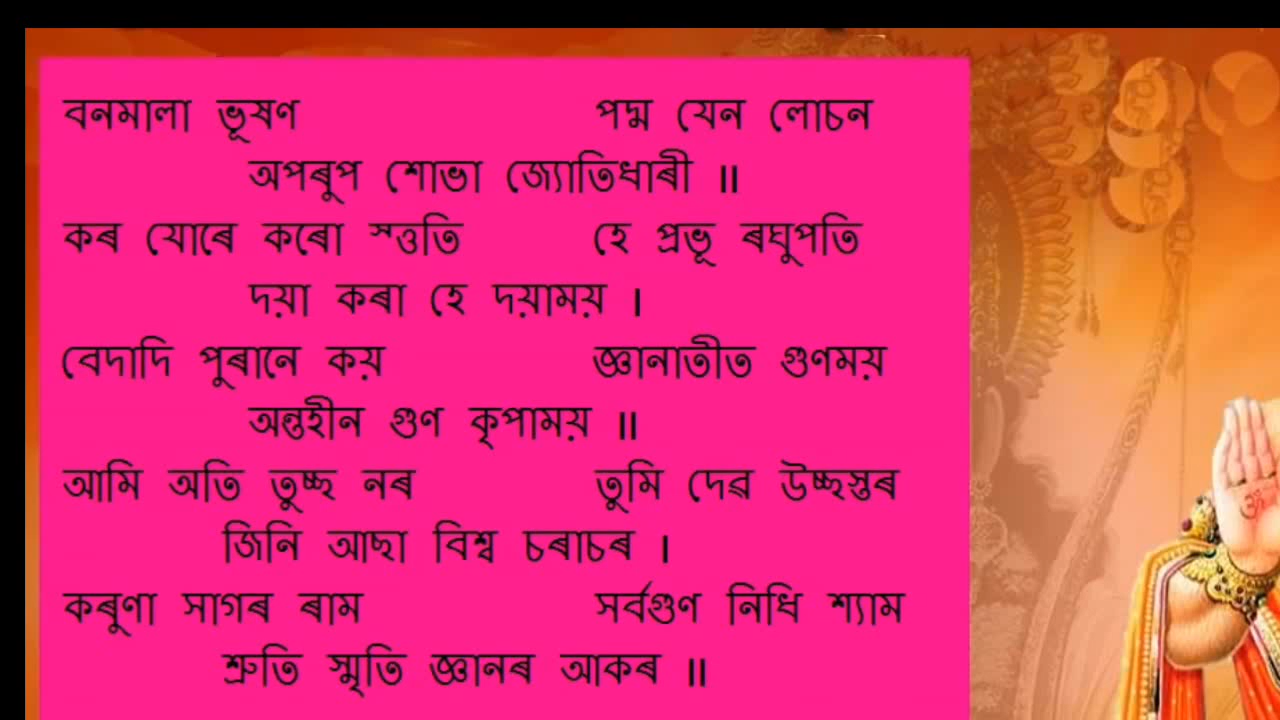 বনমালা ভূষণ পদ্ম যেন লোচন
অপৰুপ শোভা জ্যোতিধাৰী ॥
কৰ যোৰে কৰো স্ততি হে প্ৰভূ ৰঘুপতি
দয়া কৰা হে দয়াময় ।
বেদাদি পুৰানে কয় জ্ঞানাতীত গুণময়
অন্তহীন গুণ কৃপাময় ॥
আমি অতি তুচ্ছ নৰ তুমি দেৱ উচ্ছস্তৰ
জিনি আছা বিশ্ব চৰাচৰ ।
কৰুণা সাগৰ ৰাম সৰ্বগুণ নিধি শ্যাম
শ্ৰুতি স্মৃতি জ্ঞানৰ আকৰ ॥
ॐ